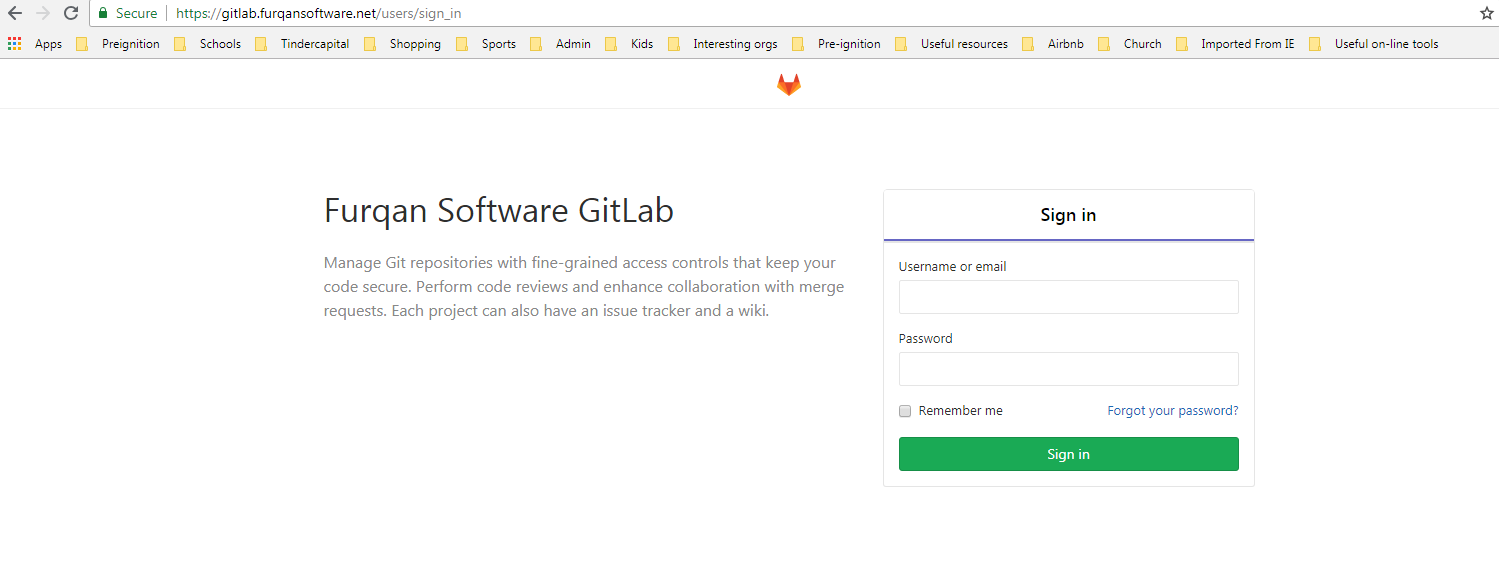 Secure https://gitlab.furqansoftware.net/users/sign_in
Apps Preignition Schools Tindercapital Shopping Sports Admin Kids Interesting orgs Pre-ignition Useful resources Airbnb Church Imported From IE Useful on-line tools
Furqan Software GitLab
Manage Git repositories with fine-grained access controls that keep your
code secure. Perform code reviews and enhance collaboration with merge
requests. Each project can also have an issue tracker and a wiki.
Sign in
Username or email
Password
Remember me Forgot your password?
Sign in